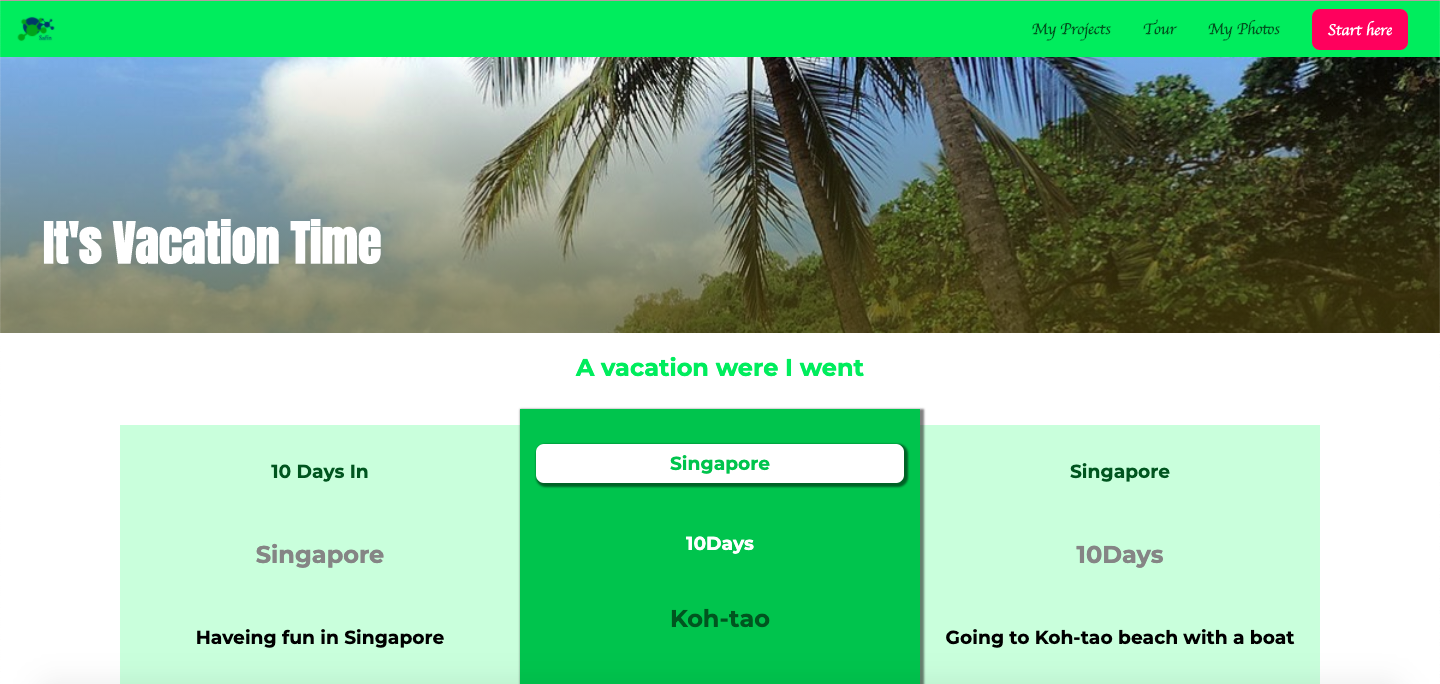 My Projects Tour My Photos Start here
It's Vacation Time
A vacation were I went
10 Days In
Singapore
Haveing fun in Singapore
Singapore
10Days
Koh-tao
Singapore
10Days
Going to Koh-tao beach with a boat